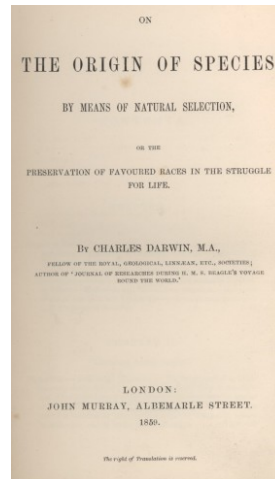 ON
THE ORIGIN OF SPECIES
BY MEANS OF NATURAL SELECTION,
OR THE
PRESERVATION OF FAVOURED RACES IN THE STRUGGLE
FOR LIFE.
BY CHARLES DARWIN, M.A.,
FELLOW OF THE ROYAL, GEOLOGICAL, LINNÆAN, ETC., SOCIETIES;
AUTHOR OF 'JOURNAL OF RESEARCHES DURING H. M. S. BEAGLE'S VOYAGE
ROUND THE WORLD.'
LONDON:
JOHN MURRAY, ALBEMARLE STREET.
1859.
The right of Translation is reserved.